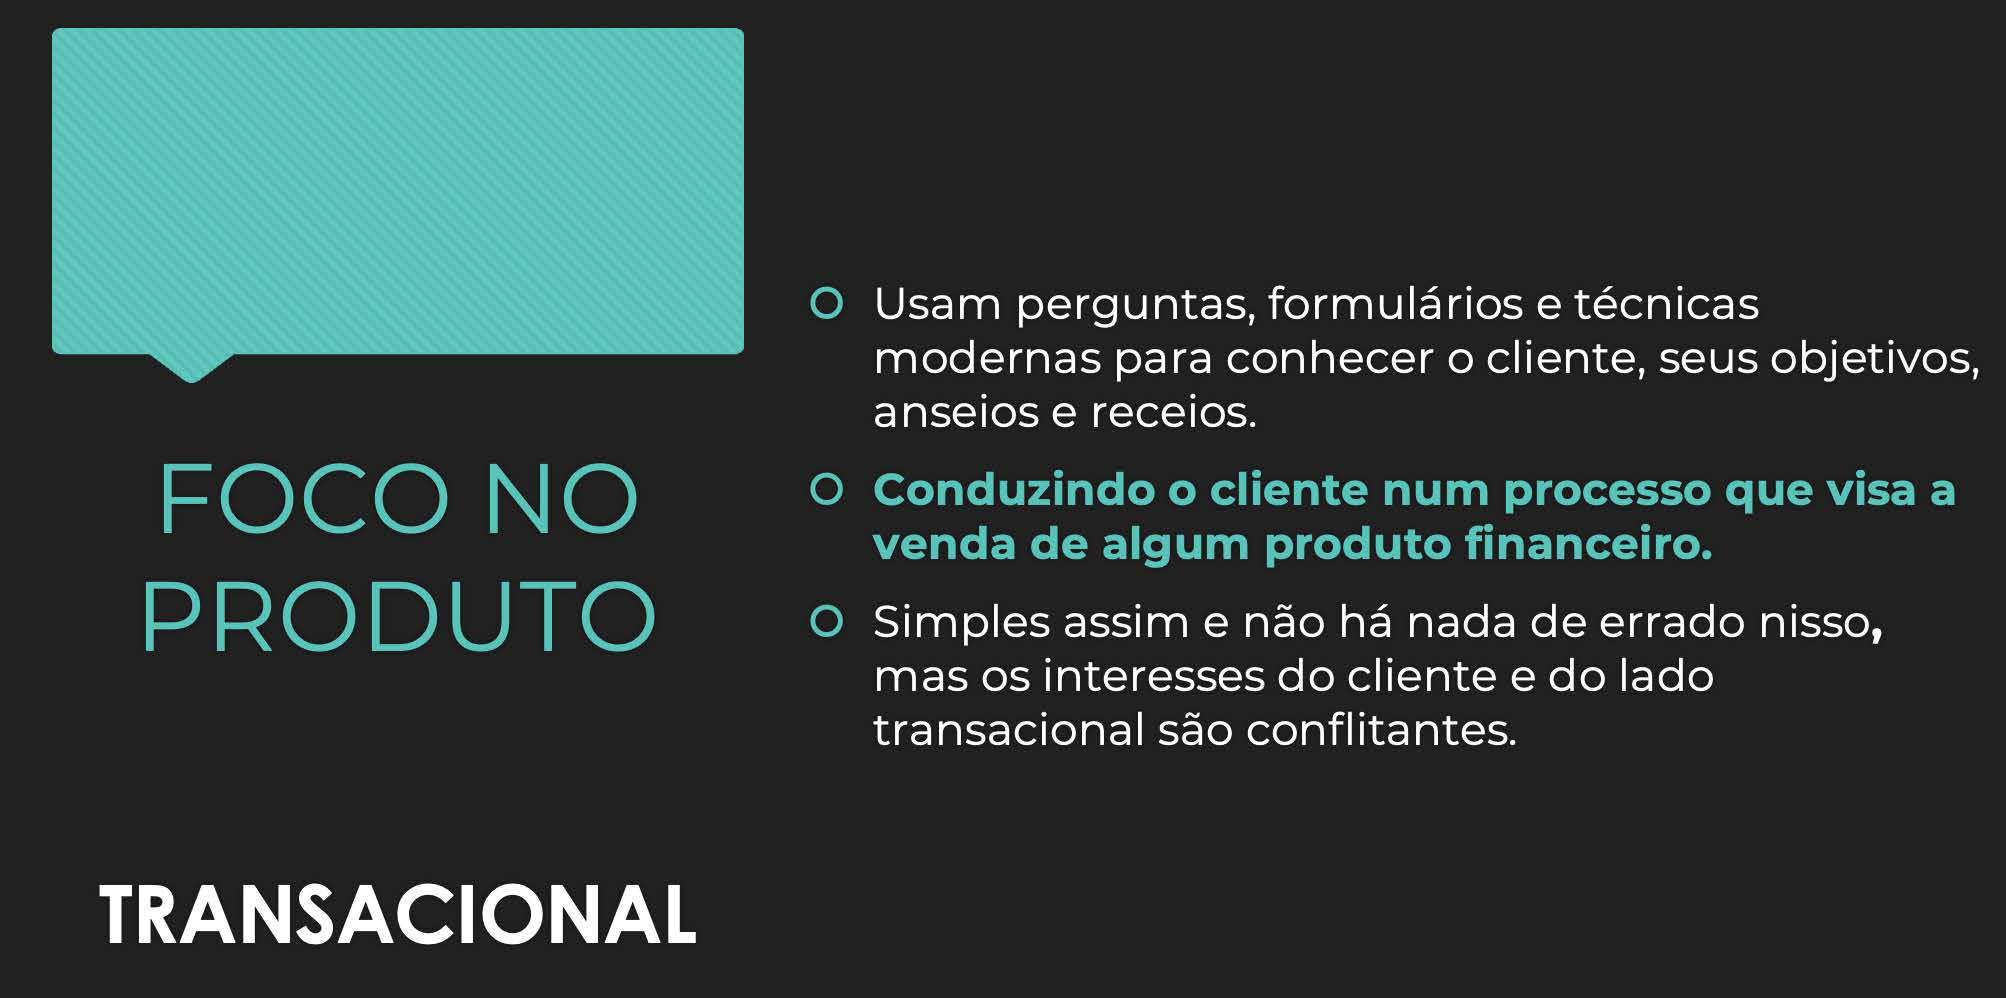 FOCO NO
PRODUTO
TRANSACIONAL
Usam perguntas, formulários e técnicas
modernas para conhecer o cliente, seus objetivos,
anseios e receios.
Conduzindo o cliente num processo que visa a
venda de algum produto financeiro.
Simples assim e não há nada de errado nisso,
mas os interesses do cliente e do lado
transacional são conflitantes.